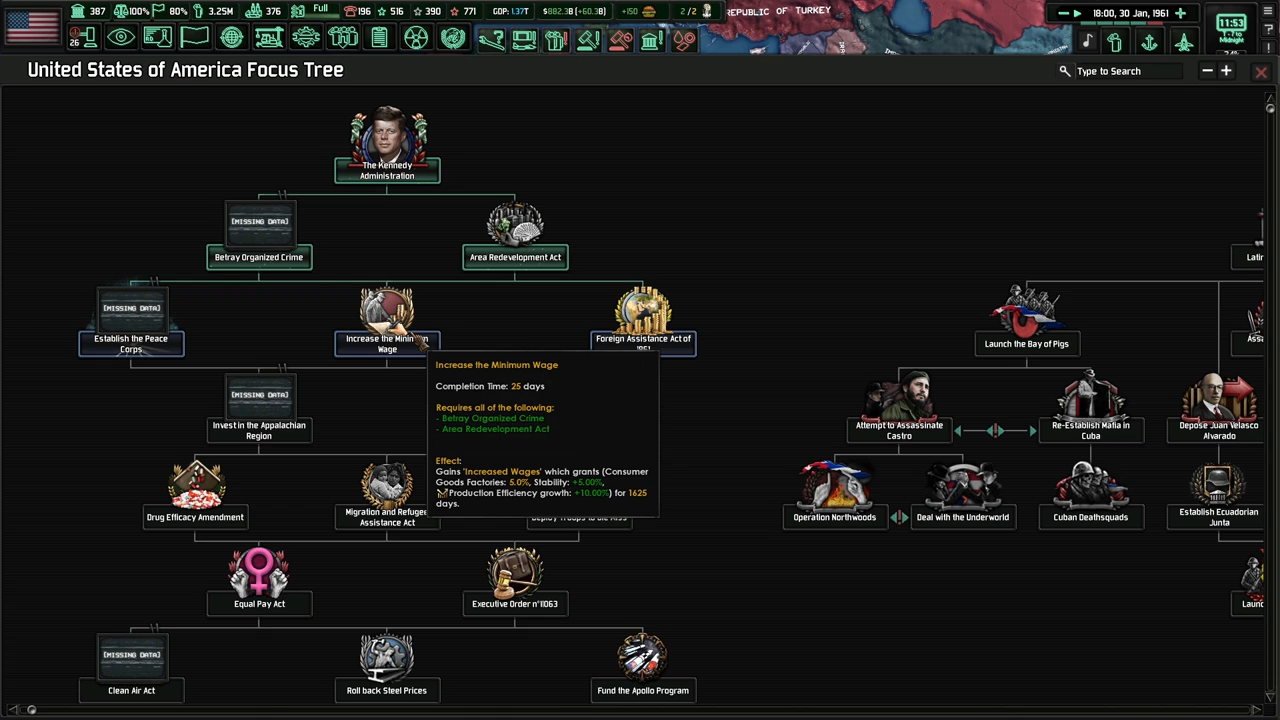 387 100% 80% 3.25M 376 Full 196 516 390 771 GDP: 1.37T $882.3B (+60.3B) +150 2 / 2
REPUBLIC OF TURKEY
18:00, 30 Jan, 1961
11:53
T-7 to
Midnight
26
United States of America Focus Tree
Type to Search
The Kennedy
Administration
[MISSING DATA]
Betray Organized Crime
Area Redevelopment Act
[MISSING DATA]
Establish the Peace
Corps
Increase the Minimum
Wage
Foreign Assistance Act of
1961
Launch the Bay of Pigs
Increase the Minimum Wage
Completion Time: 25 days
Requires all of the following:
- Betray Organized Crime
- Area Redevelopment Act
Effect:
Gains 'Increased Wages' which grants (Consumer
Goods Factories: 5.0%, Stability: +5.00%,
Production Efficiency growth: +10.00%) for 1625
days.
[MISSING DATA]
Invest in the Appalachian
Region
Attempt to Assassinate
Castro
Re-Establish Mafia in
Cuba
Depose Juan Velasco
Alvarado
Drug Efficacy Amendment
Migration and Refugee
Assistance Act
Operation Northwoods
Deal with the Underworld
Cuban Deathsquads
Establish Ecuadorian
Junta
Equal Pay Act
Executive Order n°11063
[MISSING DATA]
Clean Air Act
Roll back Steel Prices
Fund the Apollo Program